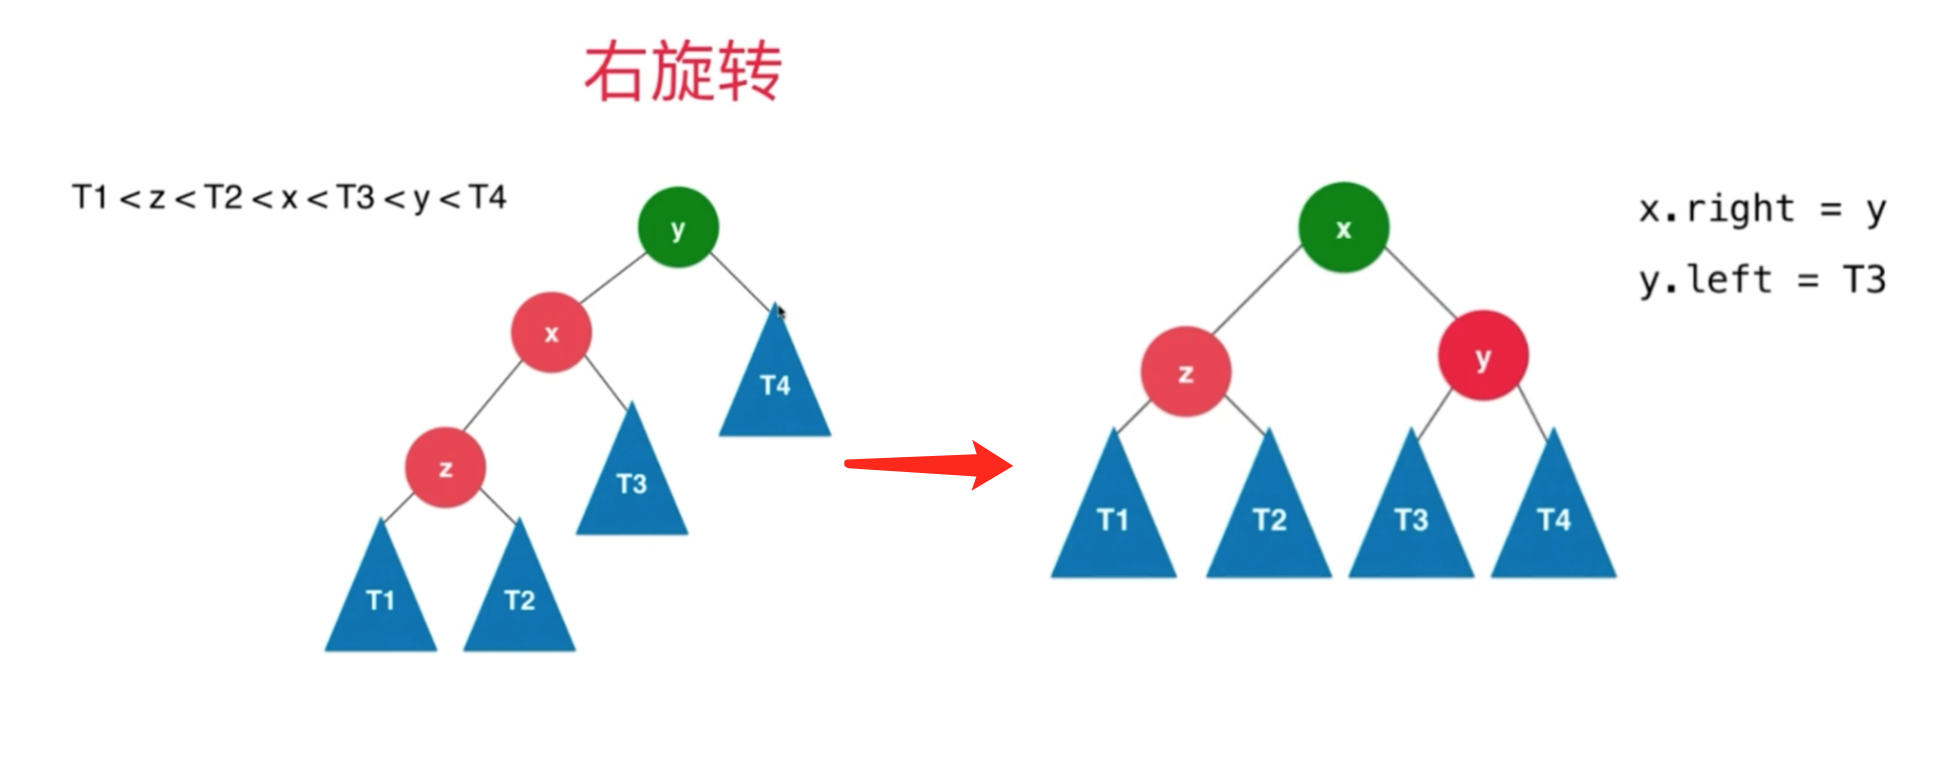 右旋转
T1 < z < T2 < x < T3 < y < T4
y
x
T4
z
T3
T1
T2
x
z
y
T1
T2
T3
T4
x.right = y
y.left = T3